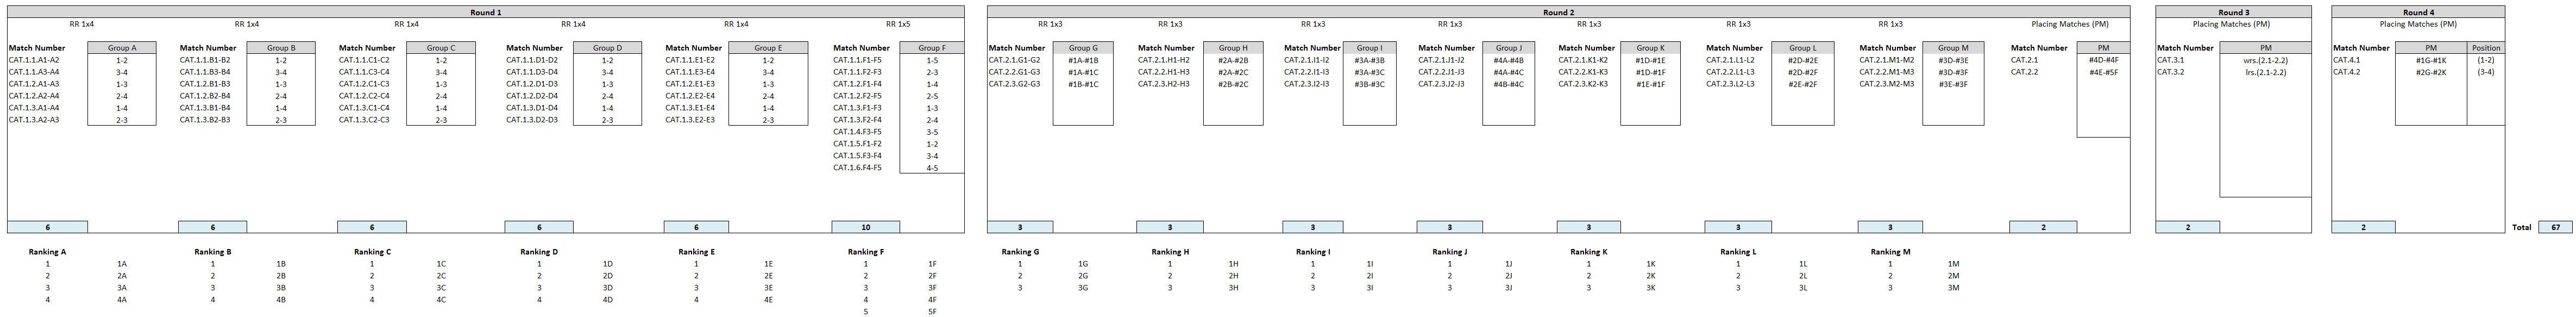 Round 1 Round 2 Round 3 Round 4
RR 1x4 RR 1x4 RR 1x4 RR 1x4 RR 1x4 RR 1x5 RR 1x3 RR 1x3 RR 1x3 RR 1x3 RR 1x3 RR 1x3 RR 1x3 Placing Matches (PM) Placing Matches (PM) Placing Matches (PM)
Match Number Group A Match Number Group B Match Number Group C Match Number Group D Match Number Group E Match Number Group F Match Number Group G Match Number Group H Match Number Group I Match Number Group J Match Number Group K Match Number Group L Match Number Group M Match Number PM Match Number PM Match Number PM Position
CAT.1.1.A1-A2 1-2 CAT.1.1.B1-B2 1-2 CAT.1.1.C1-C2 1-2 CAT.1.1.D1-D2 1-2 CAT.1.1.E1-E2 1-2 CAT.1.1.F1-F5 1-5 CAT.2.1.G1-G2 #1A-#1B CAT.2.1.H1-H2 #2A-#2B CAT.2.1.I1-I2 #3A-#3B CAT.2.1.J1-J2 #4A-#4B CAT.2.1.K1-K2 #1D-#1E CAT.2.1.L1-L2 #2D-#2E CAT.2.1.M1-M2 #3D-#3E CAT.2.1 #4D-#4F CAT.3.1 wrs.(2.1-2.2) CAT.4.1 #1G-#1K (1-2)
CAT.1.1.A3-A4 3-4 CAT.1.1.B3-B4 3-4 CAT.1.1.C3-C4 3-4 CAT.1.1.D3-D4 3-4 CAT.1.1.E3-E4 3-4 CAT.1.1.F2-F3 2-3 CAT.2.2.G1-G3 #1A-#1C CAT.2.2.H1-H3 #2A-#2C CAT.2.2.I1-I3 #3A-#3C CAT.2.2.J1-J3 #4A-#4C CAT.2.2.K1-K3 #1D-#1F CAT.2.2.L1-L3 #2D-#2F CAT.2.2.M1-M3 #3D-#3F CAT.2.2 #4E-#5F CAT.3.2 lrs.(2.1-2.2) CAT.4.2 #2G-#2K (3-4)
CAT.1.2.A1-A3 1-3 CAT.1.2.B1-B3 1-3 CAT.1.2.C1-C3 1-3 CAT.1.2.D1-D3 1-3 CAT.1.2.E1-E3 1-3 CAT.1.2.F1-F4 1-4 CAT.2.3.G2-G3 #1B-#1C CAT.2.3.H2-H3 #2B-#2C CAT.2.3.I2-I3 #3B-#3C CAT.2.3.J2-J3 #4B-#4C CAT.2.3.K2-K3 #1E-#1F CAT.2.3.L2-L3 #2E-#2F CAT.2.3.M2-M3 #3E-#3F
CAT.1.2.A2-A4 2-4 CAT.1.2.B2-B4 2-4 CAT.1.2.C2-C4 2-4 CAT.1.2.D2-D4 2-4 CAT.1.2.E2-E4 2-4 CAT.1.2.F2-F5 2-5
CAT.1.3.A1-A4 1-4 CAT.1.3.B1-B4 1-4 CAT.1.3.C1-C4 1-4 CAT.1.3.D1-D4 1-4 CAT.1.3.E1-E4 1-4 CAT.1.3.F1-F3 1-3
CAT.1.3.A2-A3 2-3 CAT.1.3.B2-B3 2-3 CAT.1.3.C2-C3 2-3 CAT.1.3.D2-D3 2-3 CAT.1.3.E2-E3 2-3 CAT.1.3.F2-F4 2-4
CAT.1.4.F3-F5 3-5
CAT.1.5.F1-F2 1-2
CAT.1.5.F3-F4 3-4
CAT.1.6.F4-F5 4-5
6 6 6 6 6 10 3 3 3 3 3 3 3 2 2 2 Total 67
Ranking A Ranking B Ranking C Ranking D Ranking E Ranking F Ranking G Ranking H Ranking I Ranking J Ranking K Ranking L Ranking M
1 1A 1 1B 1 1C 1 1D 1 1E 1 1F 1 1G 1 1H 1 1I 1 1J 1 1K 1 1L 1 1M
2 2A 2 2B 2 2C 2 2D 2 2E 2 2F 2 2G 2 2H 2 2I 2 2J 2 2K 2 2L 2 2M
3 3A 3 3B 3 3C 3 3D 3 3E 3 3F 3 3G 3 3H 3 3I 3 3J 3 3K 3 3L 3 3M
4 4A 4 4B 4 4C 4 4D 4 4E 4 4F
5 5F